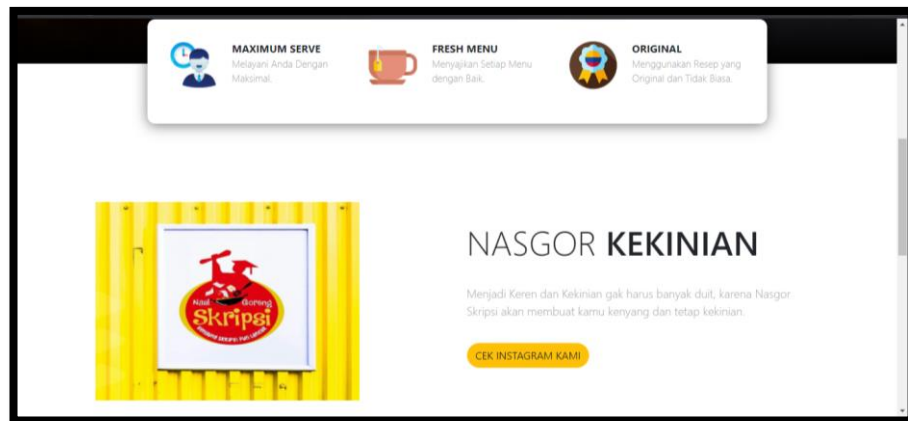 MAXIMUM SERVE
Melayani Anda Dengan
Maksimal.
FRESH MENU
Menyajikan Setiap Menu
dengan Baik.
ORIGINAL
Menggunakan Resep yang
Original dan Tidak Biasa.
Nasi Goreng
Skripsi
NASGOR KEKINIAN
Menjadi Keren dan Kekinian gak harus banyak duit, karena Nasgor
Skripsi akan membuat kamu kenyang dan tetap kekinian.
CEK INSTAGRAM KAMI